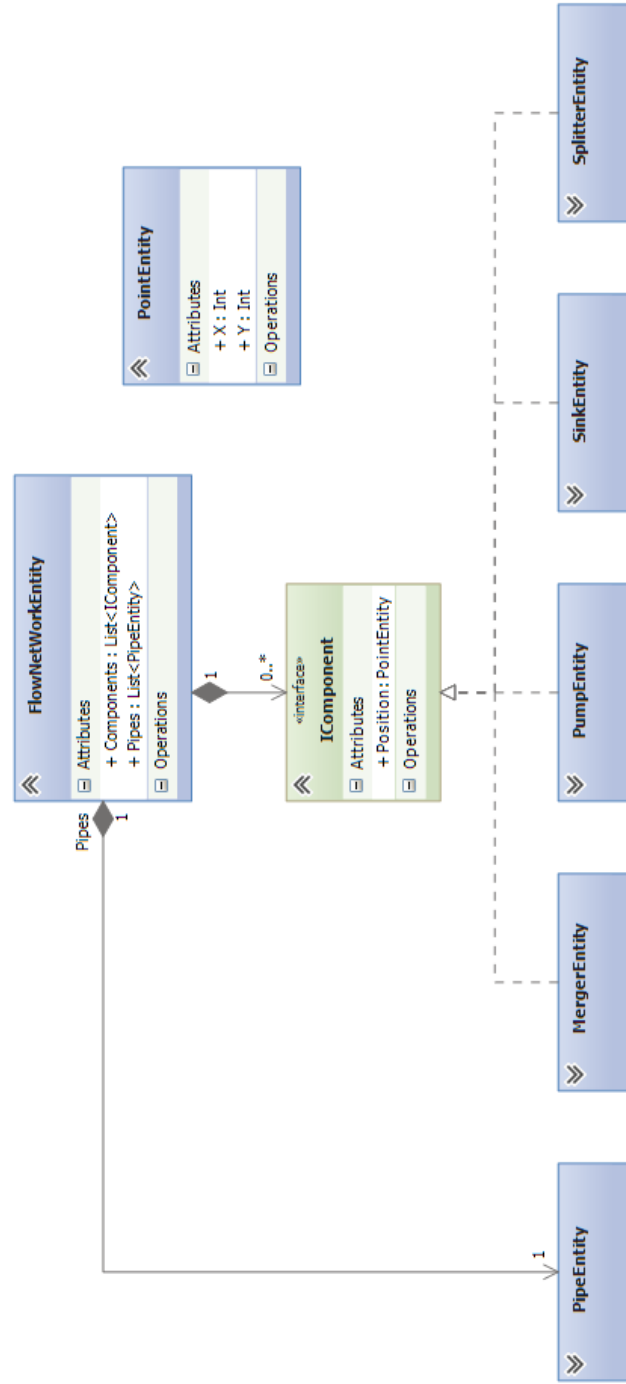 FlowNetWorkEntity
Attributes
+ Components : List<IComponent>
+ Pipes : List<PipeEntity>
Operations
PointEntity
Attributes
+ X : Int
+ Y : Int
Operations
Pipes
1
1
0..*
«interface»
IComponent
Attributes
+ Position : PointEntity
Operations
1
PipeEntity
MergerEntity
PumpEntity
SinkEntity
SplitterEntity